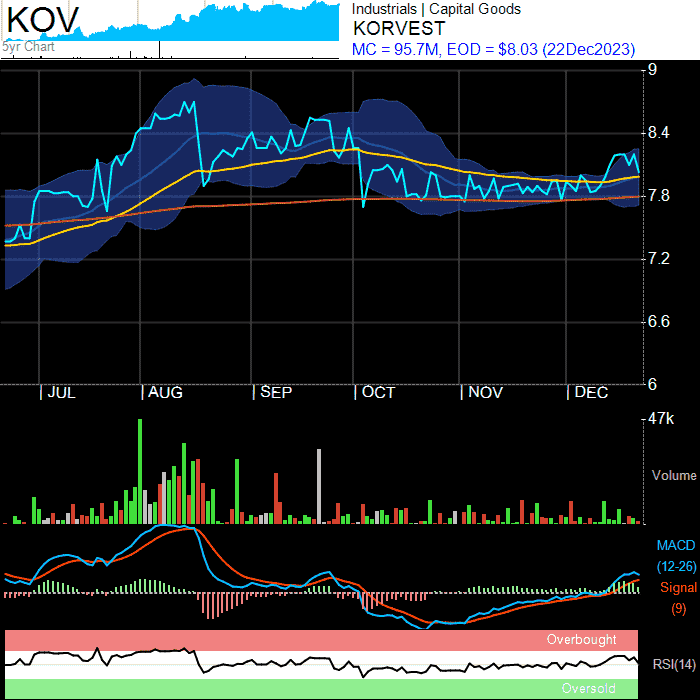 KOV
5yr Chart
Industrials | Capital Goods
KORVEST
MC = 95.7M, EOD = $8.03 (22Dec2023)
9
8.4
7.8
7.2
6.6
6
| JUL | AUG | SEP | OCT | NOV | DEC
47k
Volume
MACD
(12-26)
Signal
(9)
Overbought
RSI(14)
Oversold